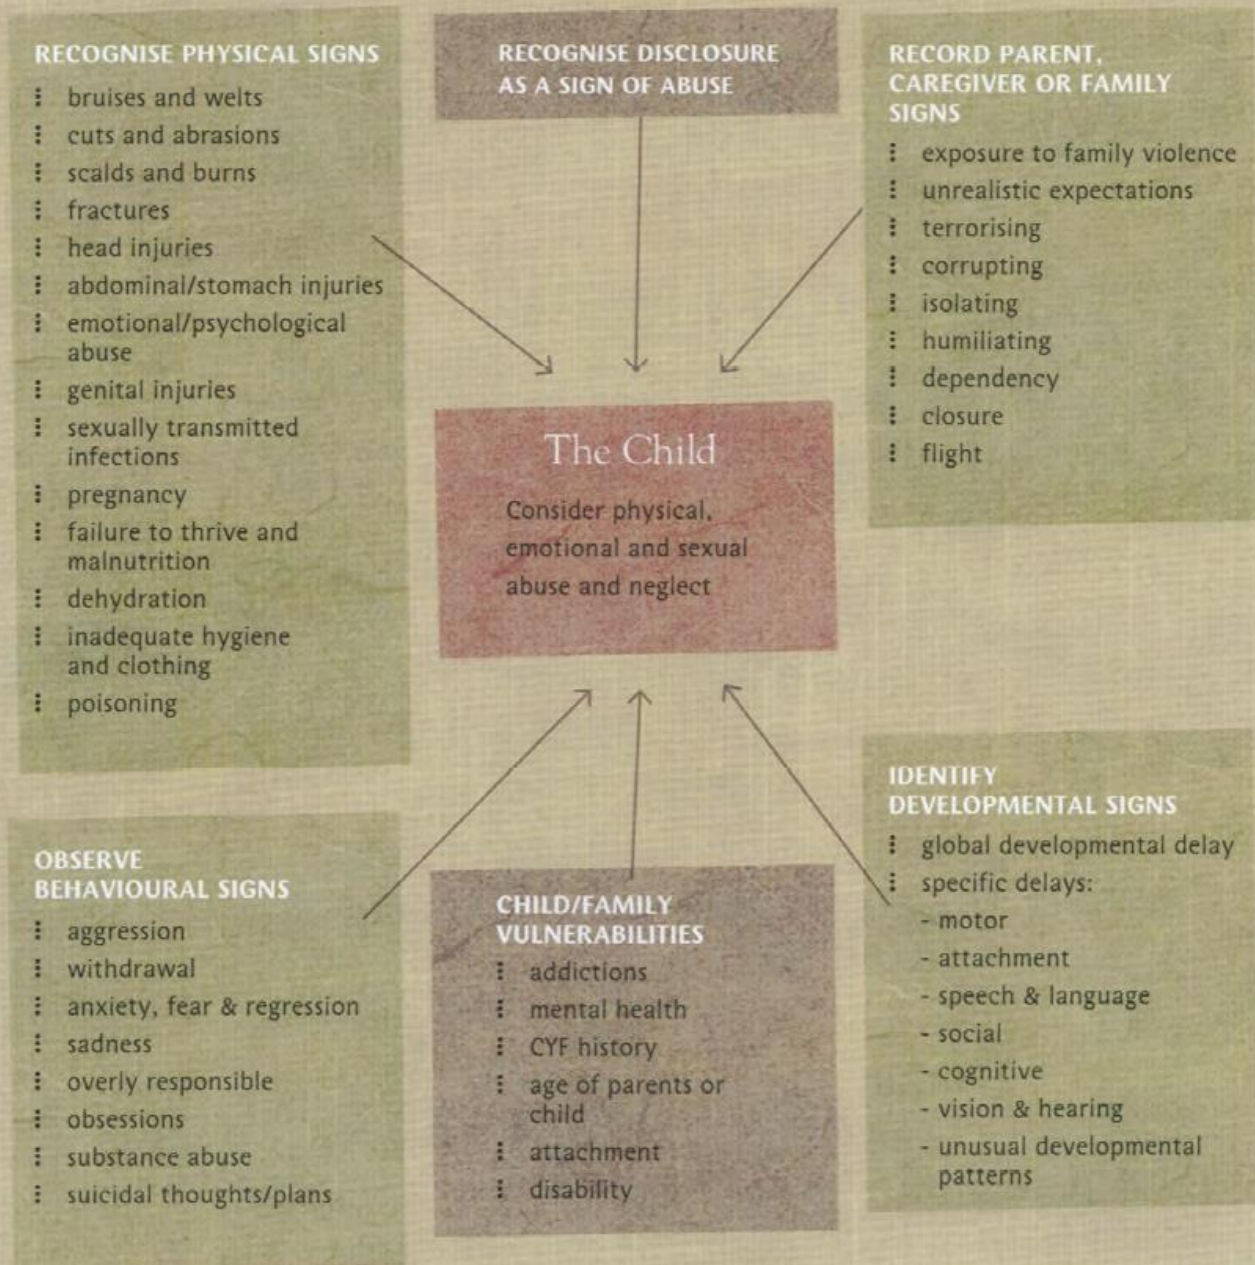 RECOGNISE PHYSICAL SIGNS
bruises and welts
cuts and abrasions
scalds and burns
fractures
head injuries
abdominal/stomach injuries
emotional/psychological
abuse
genital injuries
sexually transmitted
infections
pregnancy
failure to thrive and
malnutrition
dehydration
inadequate hygiene
and clothing
poisoning
RECOGNISE DISCLOSURE
AS A SIGN OF ABUSE
RECORD PARENT,
CAREGIVER OR FAMILY
SIGNS
exposure to family violence
unrealistic expectations
terrorising
corrupting
isolating
humiliating
dependency
closure
flight
The Child
Consider physical,
emotional and sexual
abuse and neglect
OBSERVE
BEHAVIOURAL SIGNS
aggression
withdrawal
anxiety, fear & regression
sadness
overly responsible
obsessions
substance abuse
suicidal thoughts/plans
CHILD/FAMILY
VULNERABILITIES
addictions
mental health
CYF history
age of parents or
child
attachment
disability
IDENTIFY
DEVELOPMENTAL SIGNS
global developmental delay
specific delays:
- motor
- attachment
- speech & language
- social
- cognitive
- vision & hearing
- unusual developmental
patterns